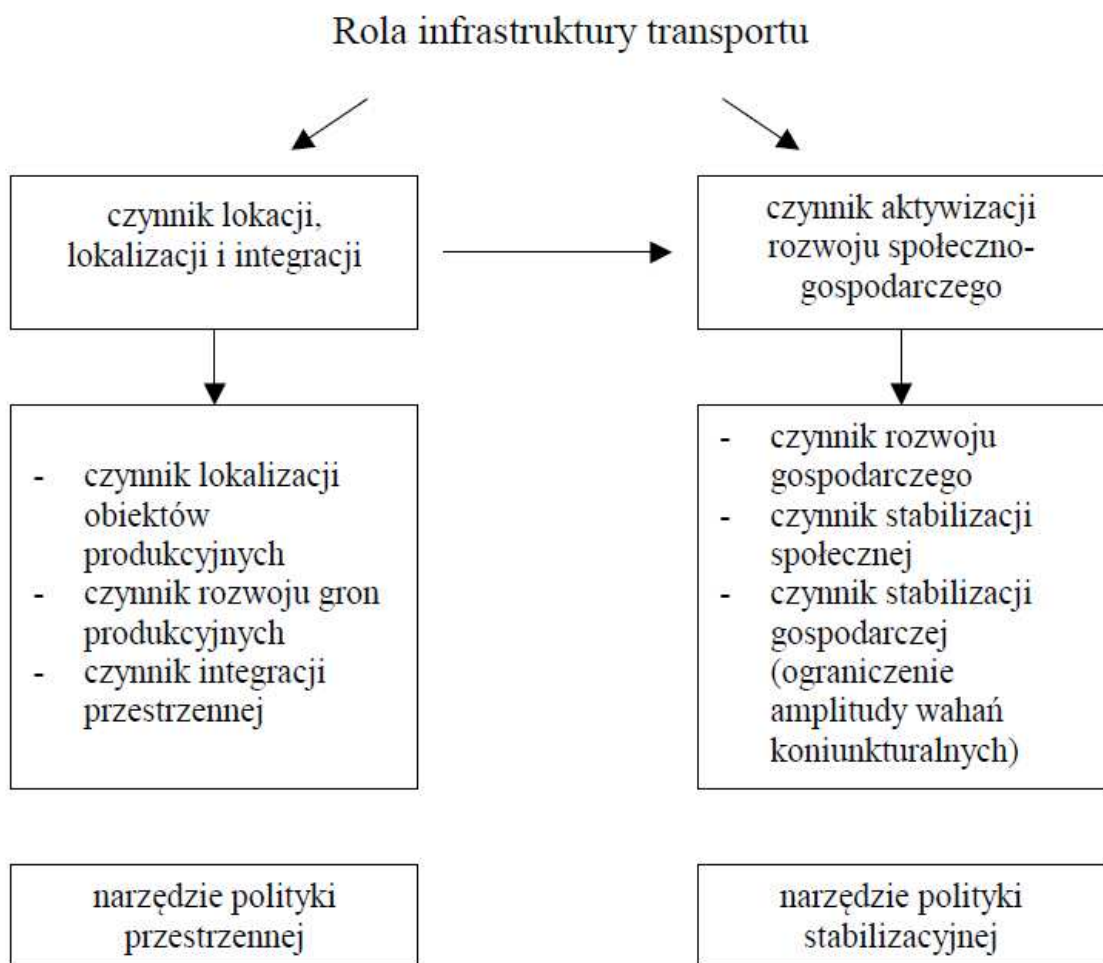 Rola infrastruktury transportu
czynnik lokacji,
lokalizacji i integracji
czynnik aktywizacji
rozwoju społeczno-
gospodarczego
- czynnik lokalizacji
obiektów
produkcyjnych
- czynnik rozwoju gron
produkcyjnych
- czynnik integracji
przestrzennej
- czynnik rozwoju
gospodarczego
- czynnik stabilizacji
społecznej
- czynnik stabilizacji
gospodarczej
(ograniczenie
amplitudy wahań
koniunkturalnych)
narzędzie polityki
przestrzennej
narzędzie polityki
stabilizacyjnej